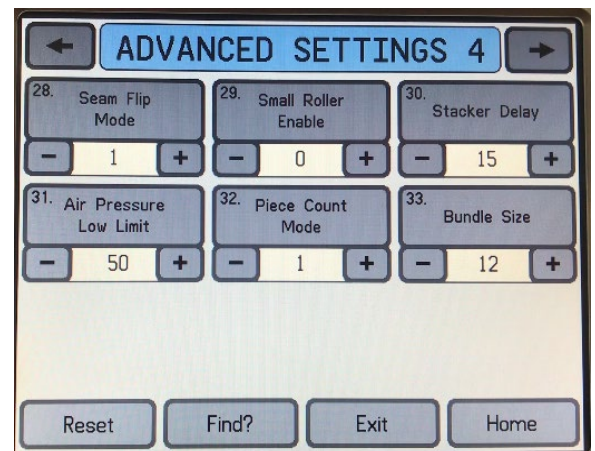 ← ADVANCED SETTINGS 4 →
28. Seam Flip
Mode
29. Small Roller
Enable
30. Stacker Delay
− 1 +
− 0 +
− 15 +
31. Air Pressure
Low Limit
32. Piece Count
Mode
33. Bundle Size
− 50 +
− 1 +
− 12 +
Reset
Find?
Exit
Home